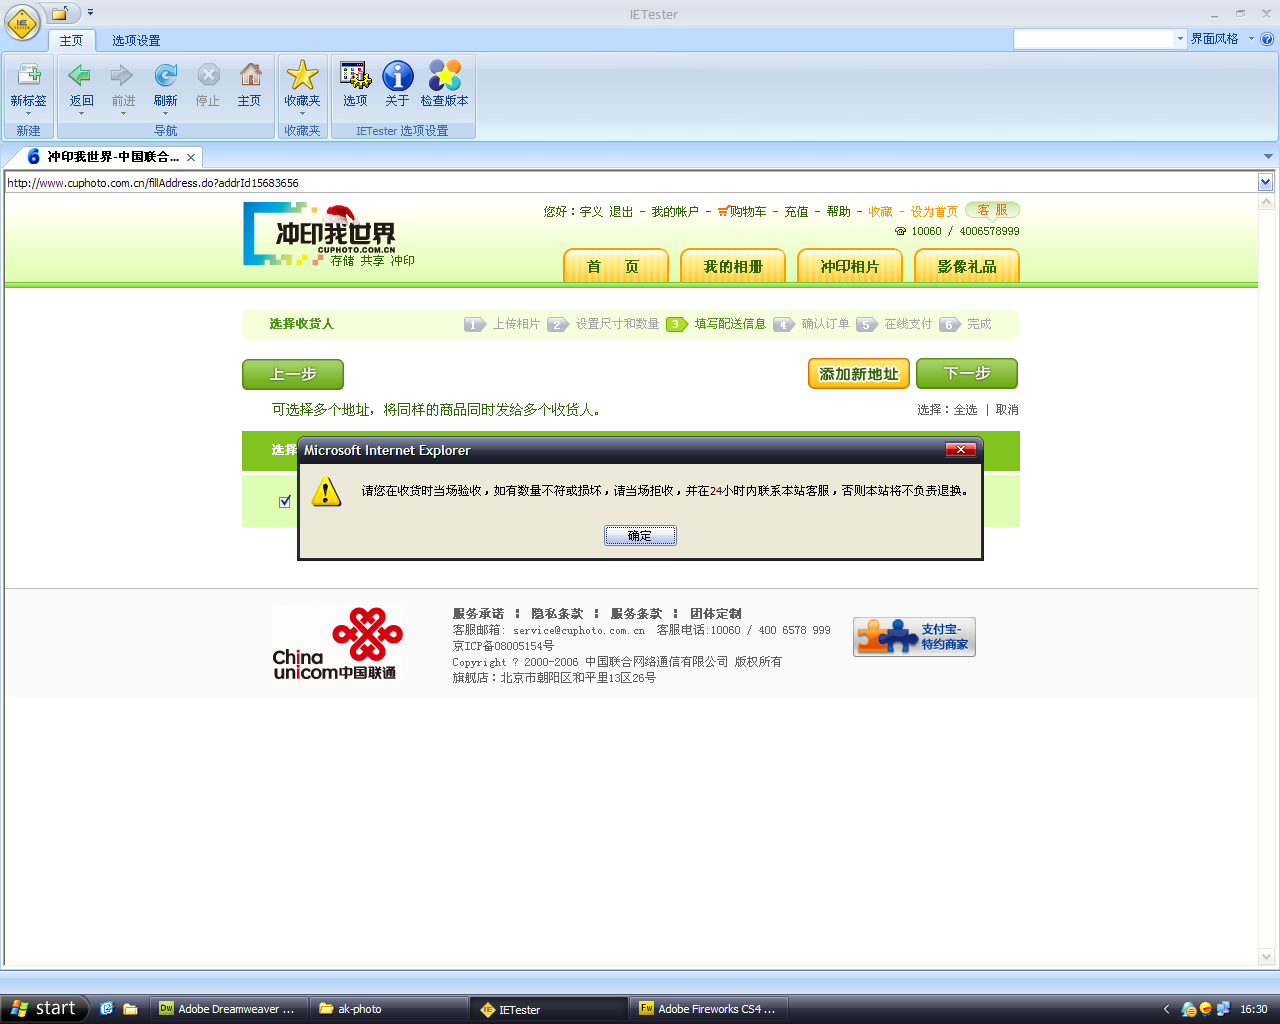 IETester
主页 选项设置 界面风格
新标签 返回 前进 刷新 停止 主页 收藏夹 选项 关于 检查版本
新建 导航 收藏夹 IETester 选项设置
6 冲印我世界-中国联合...
http://www.cuphoto.com.cn/fillAddress.do?addrId15683656
冲印我世界
CUPHOTO.COM.CN
存储 共享 冲印
您好：宇义 退出 - 我的帐户 - 购物车 - 充值 - 帮助 - 收藏 - 设为首页 客 服
10060 / 4006578999
首 页 我的相册 冲印相片 影像礼品
选择收货人 1 上传相片 2 设置尺寸和数量 3 填写配送信息 4 确认订单 5 在线支付 6 完成
上一步 添加新地址 下一步
可选择多个地址，将同样的商品同时发给多个收货人。 选择：全选 | 取消
选择
Microsoft Internet Explorer
请您在收货时当场验收，如有数量不符或损坏，请当场拒收，并在24小时内联系本站客服，否则本站将不负责退换。
确定
China
unicom中国联通
服务承诺 ： 隐私条款 ： 服务条款 ： 团体定制
客服邮箱: service@cuphoto.com.cn 客服电话:10060 / 400 6578 999
京ICP备08005154号
Copyright ? 2000-2006 中国联合网络通信有限公司 版权所有
旗舰店：北京市朝阳区和平里13区26号
支付宝-
特约商家
start Dw Adobe Dreamweaver ... ak-photo IETester Fw Adobe Fireworks CS4 ... 16:30